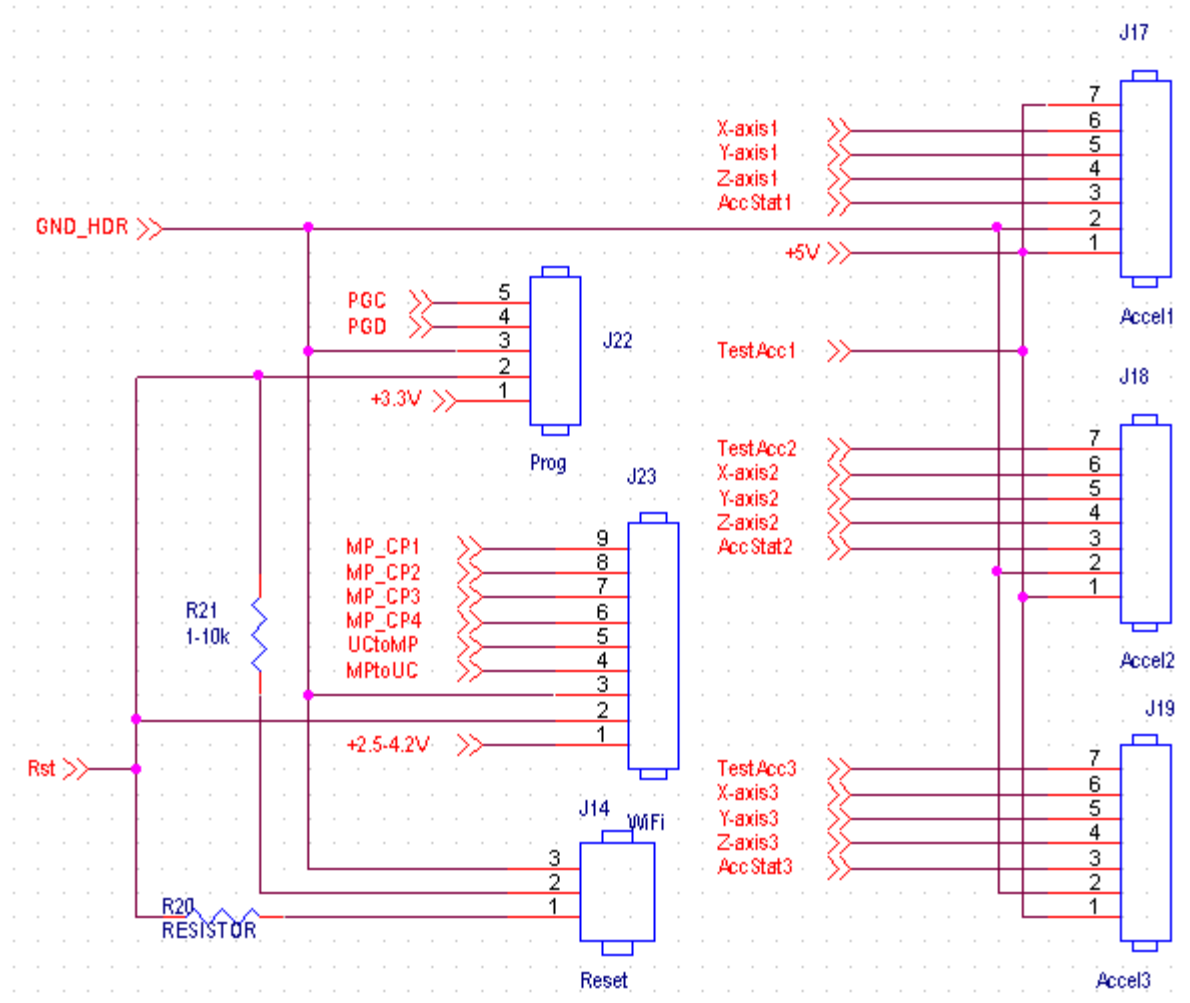 J17
7
X-axis1
6
Y-axis1
5
Z-axis1
4
AccStat1
3
GND_HDR
2
+5V
1
Accel1
PGC
5
PGD
4
3
2
+3.3V
1
J22
Prog
TestAcc1
J18
TestAcc2
7
X-axis2
6
Y-axis2
5
Z-axis2
4
AccStat2
3
2
1
Accel2
J23
MP_CP1
9
MP_CP2
8
MP_CP3
7
MP_CP4
6
UCtoMP
5
MPtoUC
4
3
2
+2.5-4.2V
1
WiFi
R21
1-10k
Rst
J19
TestAcc3
7
X-axis3
6
Y-axis3
5
Z-axis3
4
AccStat3
3
2
1
Accel3
J14
3
2
1
R20
RESISTOR
Reset